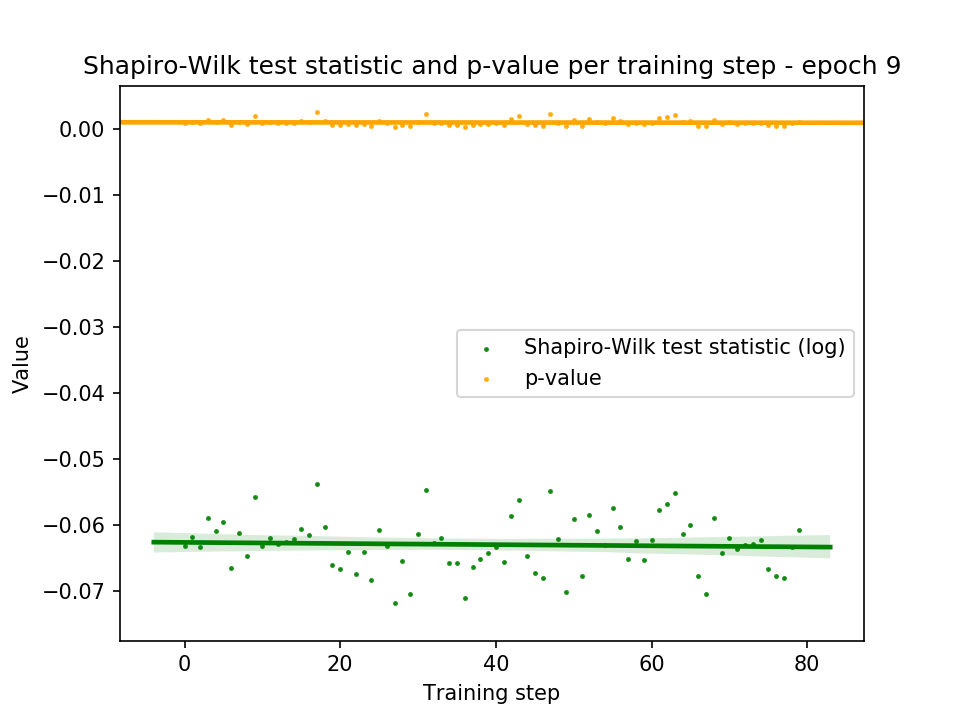 Shapiro-Wilk test statistic and p-value per training step - epoch 9
0.00
−0.01
−0.02
−0.03
−0.04
−0.05
−0.06
−0.07
Value
Shapiro-Wilk test statistic (log)
p-value
0 20 40 60 80
Training step